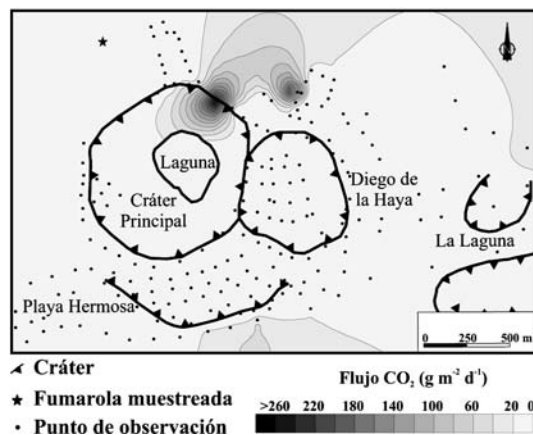 N
Laguna
Cráter
Principal
Diego de
la Haya
La Laguna
Playa Hermosa
0 250 500 m
Cráter
Fumarola muestreada
Punto de observación
Flujo CO₂ (g m⁻² d⁻¹)
>260 220 180 140 100 60 20 0